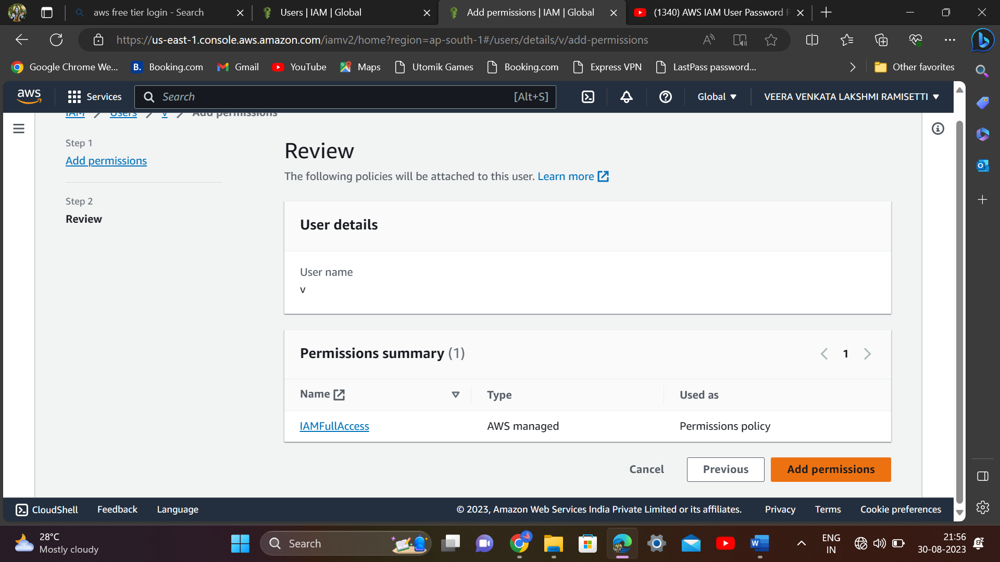 aws free tier login - Search
Users | IAM | Global
Add permissions | IAM | Global
(1340) AWS IAM User Password
https://us-east-1.console.aws.amazon.com/iamv2/home?region=ap-south-1#/users/details/v/add-permissions
Google Chrome We...
B. Booking.com
Gmail
YouTube
Maps
Utomik Games
Booking.com
Express VPN
LastPass password...
Other favorites
aws
Services
Search
[Alt+S]
Global
VEERA VENKATA LAKSHMI RAMISETTI
IAM
Users
v
Add permissions
Step 1
Add permissions
Step 2
Review
Review
The following policies will be attached to this user. Learn more
User details
User name
v
Permissions summary (1)
1
Name
Type
Used as
IAMFullAccess
AWS managed
Permissions policy
Cancel
Previous
Add permissions
CloudShell
Feedback
Language
© 2023, Amazon Web Services India Private Limited or its affiliates.
Privacy
Terms
Cookie preferences
28°C
Mostly cloudy
Search
ENG
IN
21:56
30-08-2023